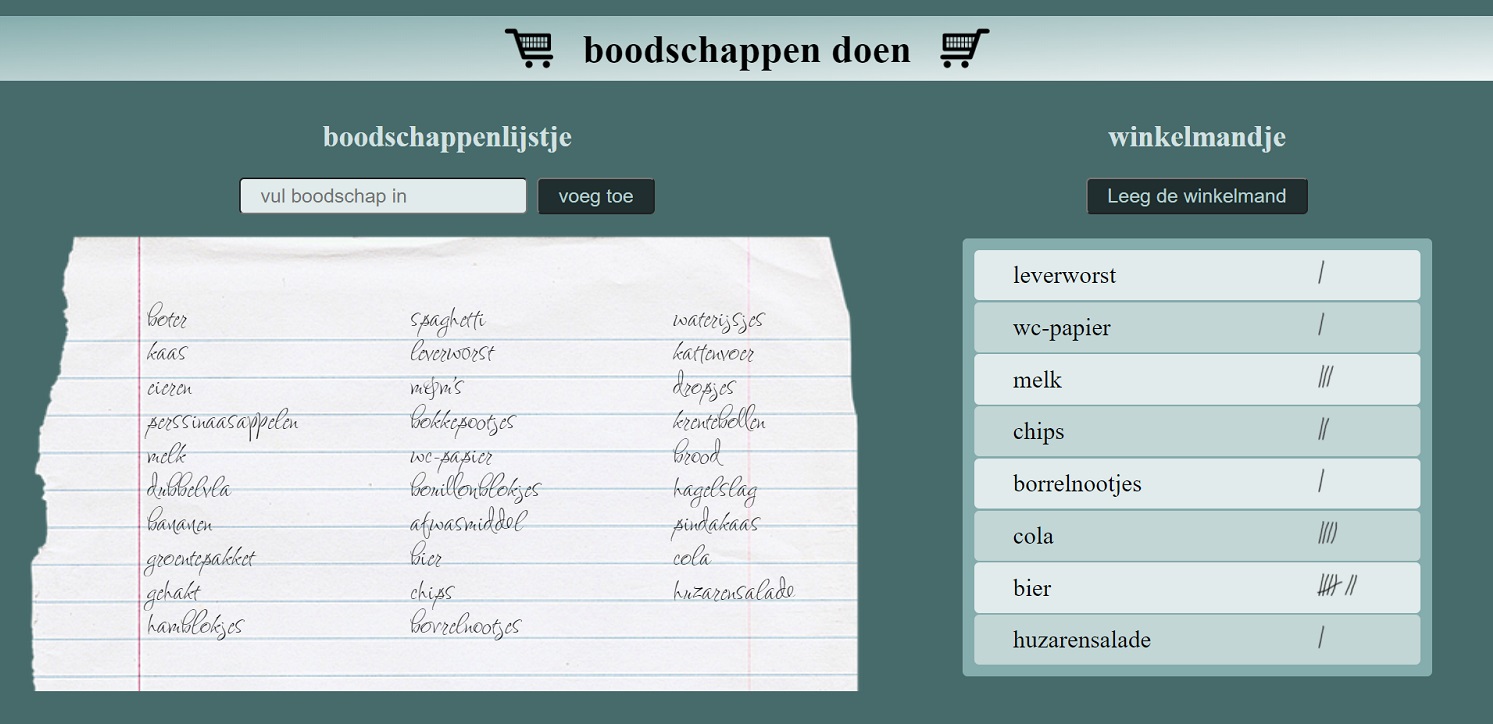 boodschappen doen
boodschappenlijstje
vul boodschap in
voeg toe
boter
kaas
eieren
perssinaasappelen
melk
dubbelvla
bananen
groentepakket
gehakt
hamblokjes
spaghetti
leverworst
m&m's
bokkepootjes
wc-papier
bouillonblokjes
afwasmiddel
bier
chips
borrelnootjes
waterijsjes
kattenvoer
dropjes
krentebollen
brood
hagelslag
pindakaas
cola
huzarensalade
winkelmandje
Leeg de winkelmand
leverworst
wc-papier
melk
chips
borrelnootjes
cola
bier
huzarensalade